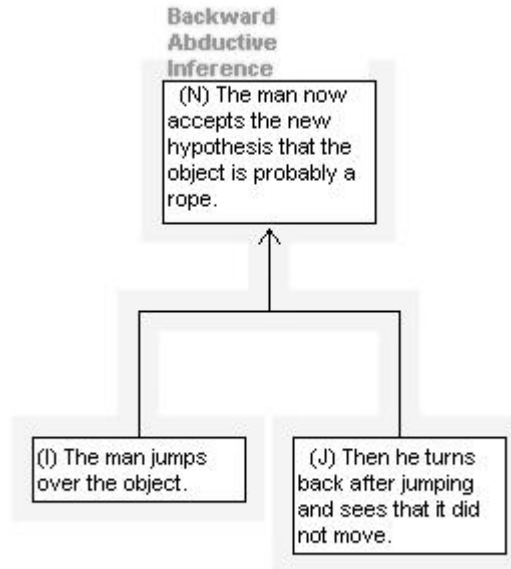 Backward
Abductive
Inference
(N) The man now
accepts the new
hypothesis that the
object is probably a
rope.
(I) The man jumps
over the object.
(J) Then he turns
back after jumping
and sees that it did
not move.